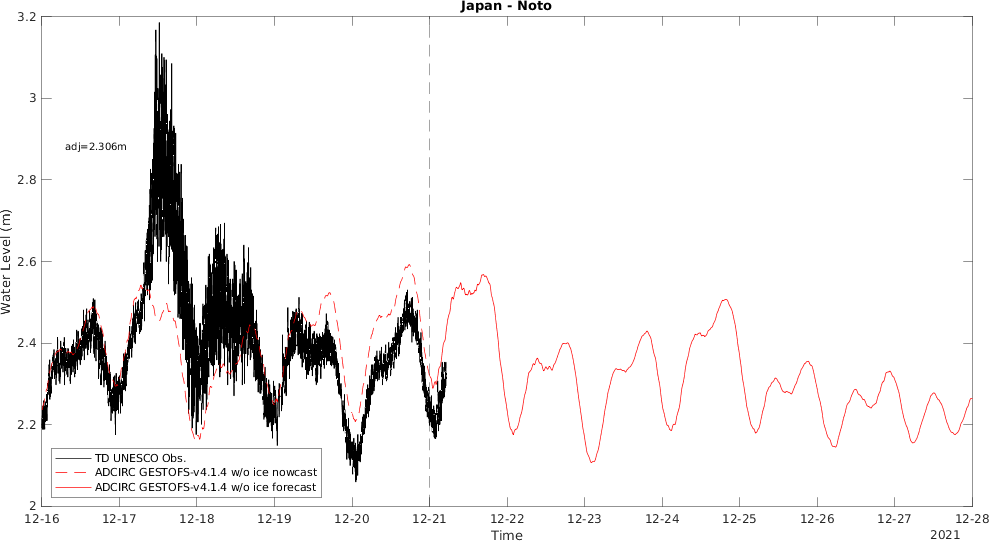 Japan - Noto
3.2
3
2.8
2.6
2.4
2.2
2
Water Level (m)
adj=2.306m
TD UNESCO Obs.
ADCIRC GESTOFS-v4.1.4 w/o ice nowcast
ADCIRC GESTOFS-v4.1.4 w/o ice forecast
12-16 12-17 12-18 12-19 12-20 12-21 12-22 12-23 12-24 12-25 12-26 12-27 12-28
Time
2021